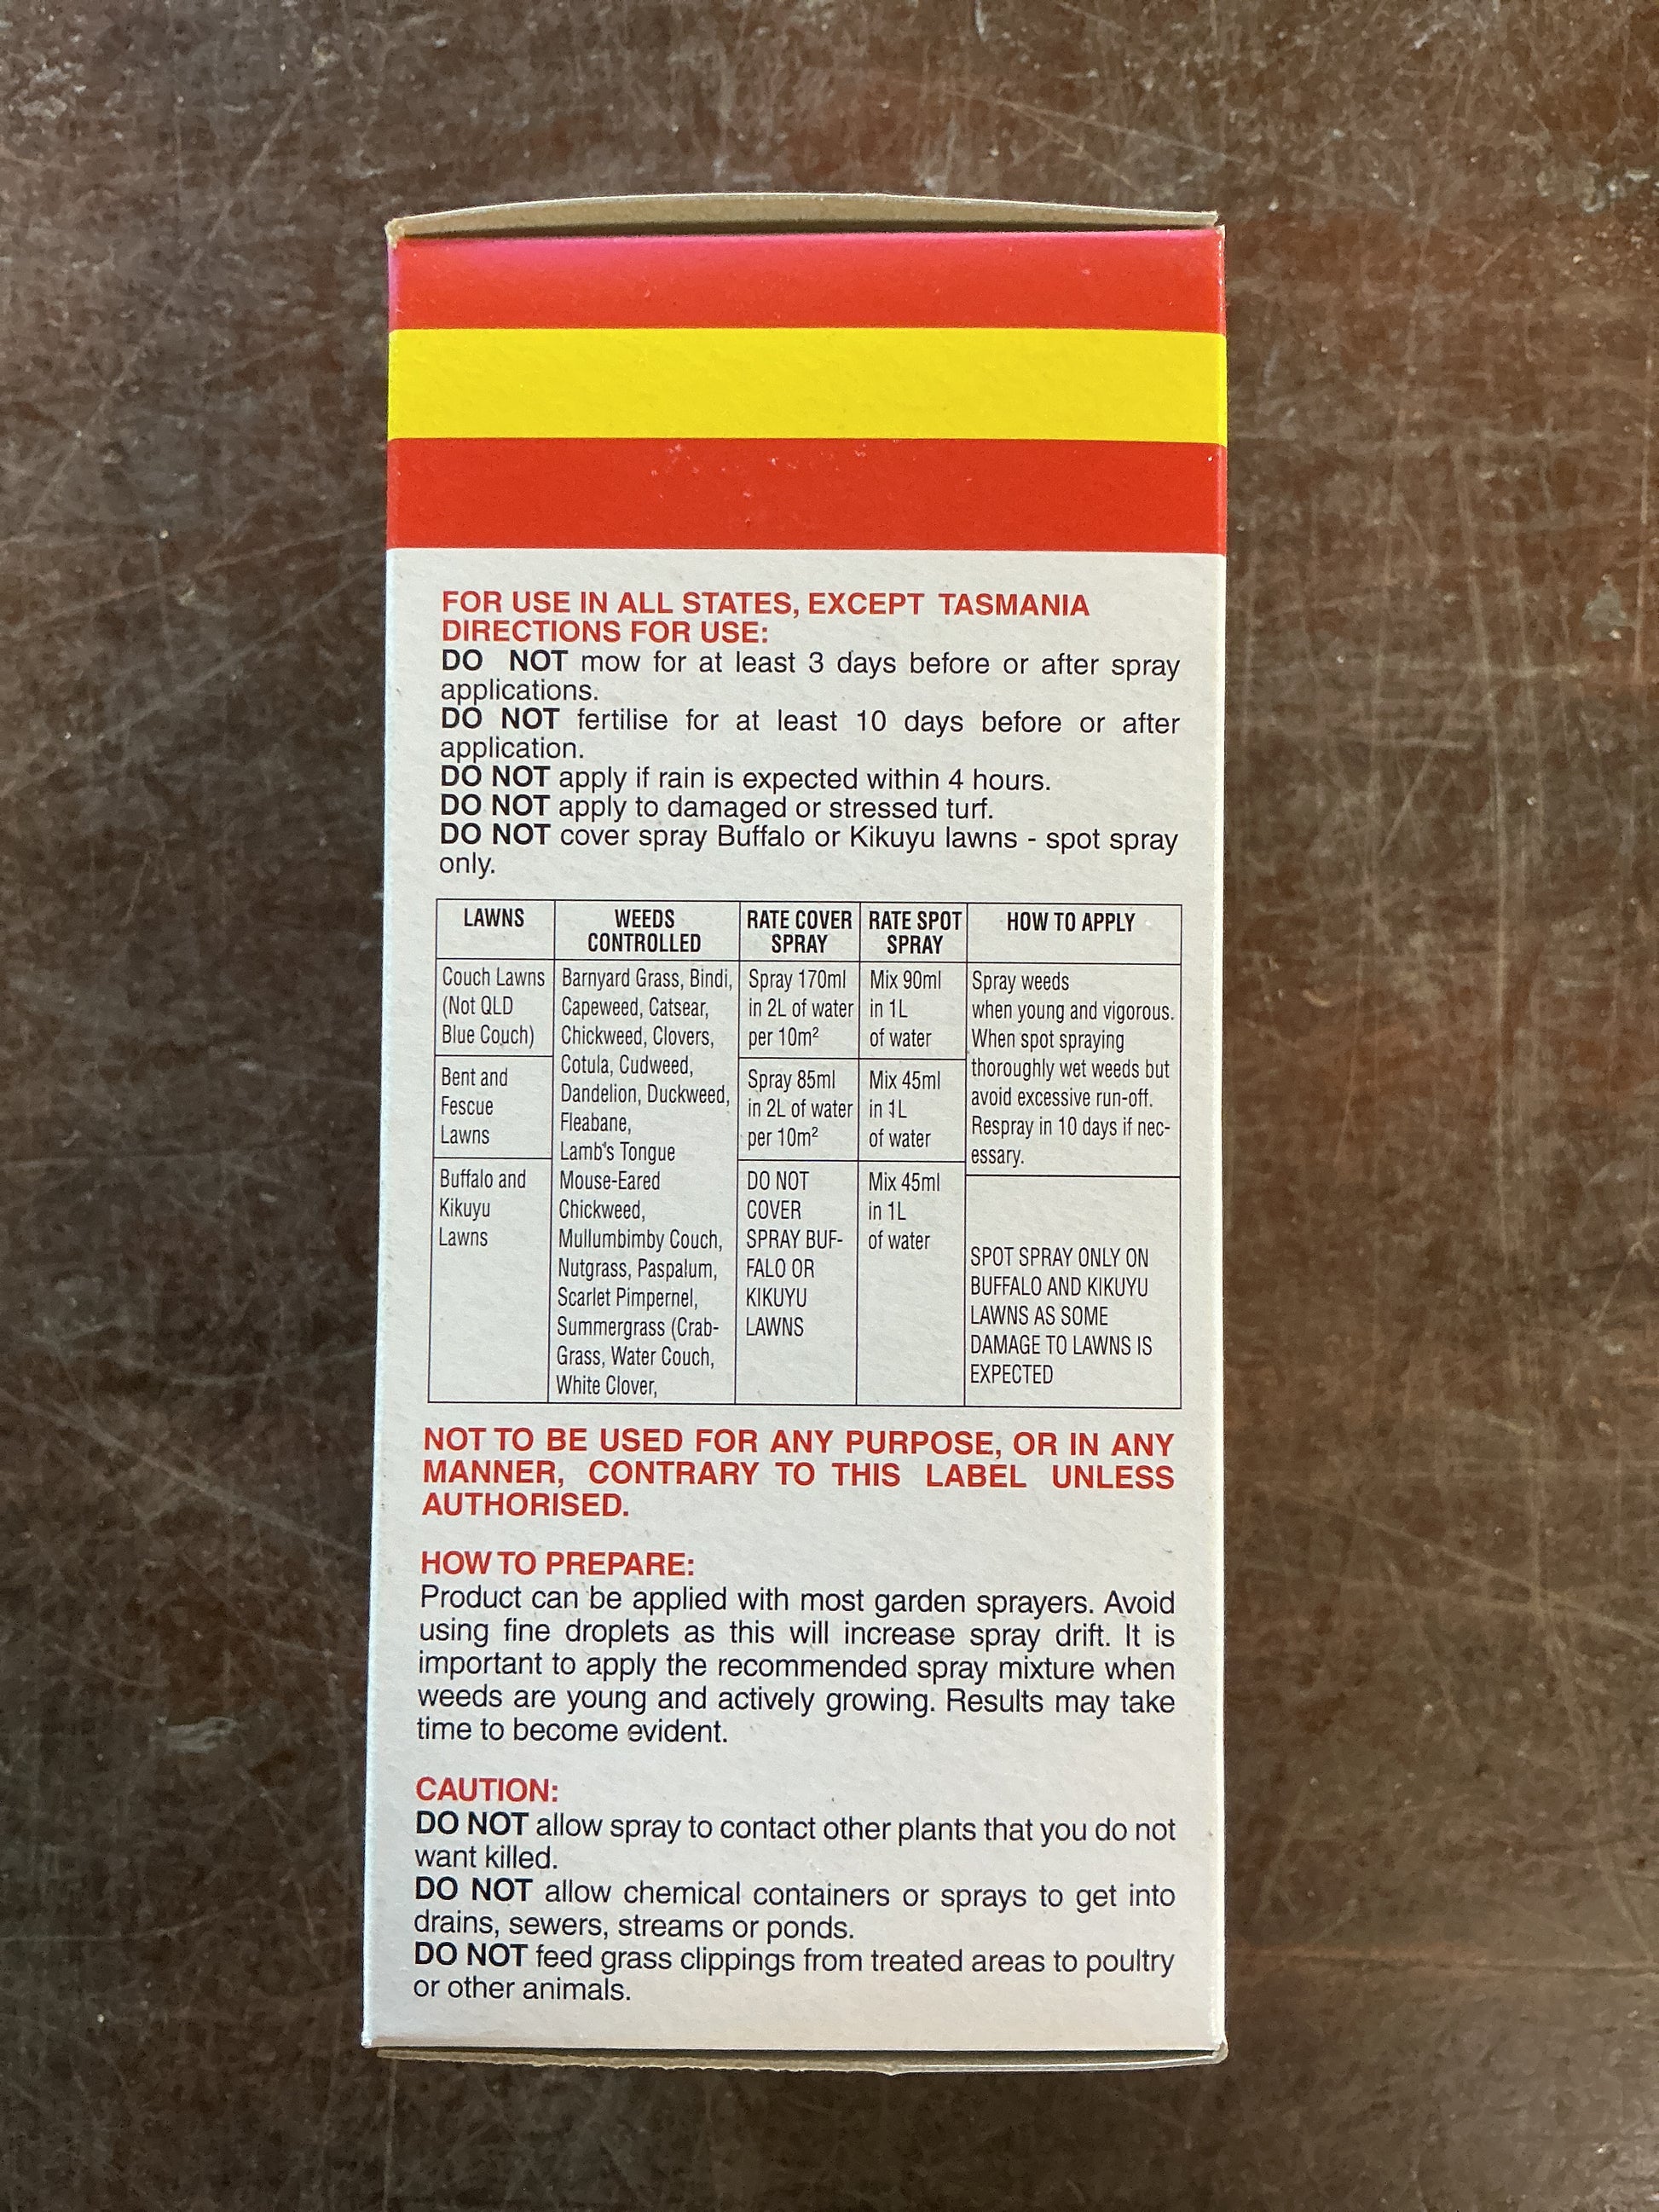 FOR USE IN ALL STATES, EXCEPT TASMANIA
DIRECTIONS FOR USE:
DO NOT mow for at least 3 days before or after spray
applications.
DO NOT fertilise for at least 10 days before or after
application.
DO NOT apply if rain is expected within 4 hours.
DO NOT apply to damaged or stressed turf.
DO NOT cover spray Buffalo or Kikuyu lawns - spot spray
only.
LAWNS
WEEDS
CONTROLLED
RATE COVER
SPRAY
RATE SPOT
SPRAY
HOW TO APPLY
Couch Lawns
(Not QLD
Blue Couch)
Bent and
Fescue
Lawns
Buffalo and
Kikuyu
Lawns
Barnyard Grass, Bindi,
Capeweed, Catsear,
Chickweed, Clovers,
Cotula, Cudweed,
Dandelion, Duckweed,
Fleabane,
Lamb's Tongue
Mouse-Eared
Chickweed,
Mullumbimby Couch,
Nutgrass, Paspalum,
Scarlet Pimpernel,
Summergrass (Crab-
Grass, Water Couch,
White Clover,
Spray 170ml
in 2L of water
per 10m²
Spray 85ml
in 2L of water
per 10m²
DO NOT
COVER
SPRAY BUF-
FALO OR
KIKUYU
LAWNS
Mix 90ml
in 1L
of water
Mix 45ml
in 1L
of water
Mix 45ml
in 1L
of water
Spray weeds
when young and vigorous.
When spot spraying
thoroughly wet weeds but
avoid excessive run-off.
Respray in 10 days if nec-
essary.
SPOT SPRAY ONLY ON
BUFFALO AND KIKUYU
LAWNS AS SOME
DAMAGE TO LAWNS IS
EXPECTED
NOT TO BE USED FOR ANY PURPOSE, OR IN ANY
MANNER, CONTRARY TO THIS LABEL UNLESS
AUTHORISED.
HOW TO PREPARE:
Product can be applied with most garden sprayers. Avoid
using fine droplets as this will increase spray drift. It is
important to apply the recommended spray mixture when
weeds are young and actively growing. Results may take
time to become evident.
CAUTION:
DO NOT allow spray to contact other plants that you do not
want killed.
DO NOT allow chemical containers or sprays to get into
drains, sewers, streams or ponds.
DO NOT feed grass clippings from treated areas to poultry
or other animals.